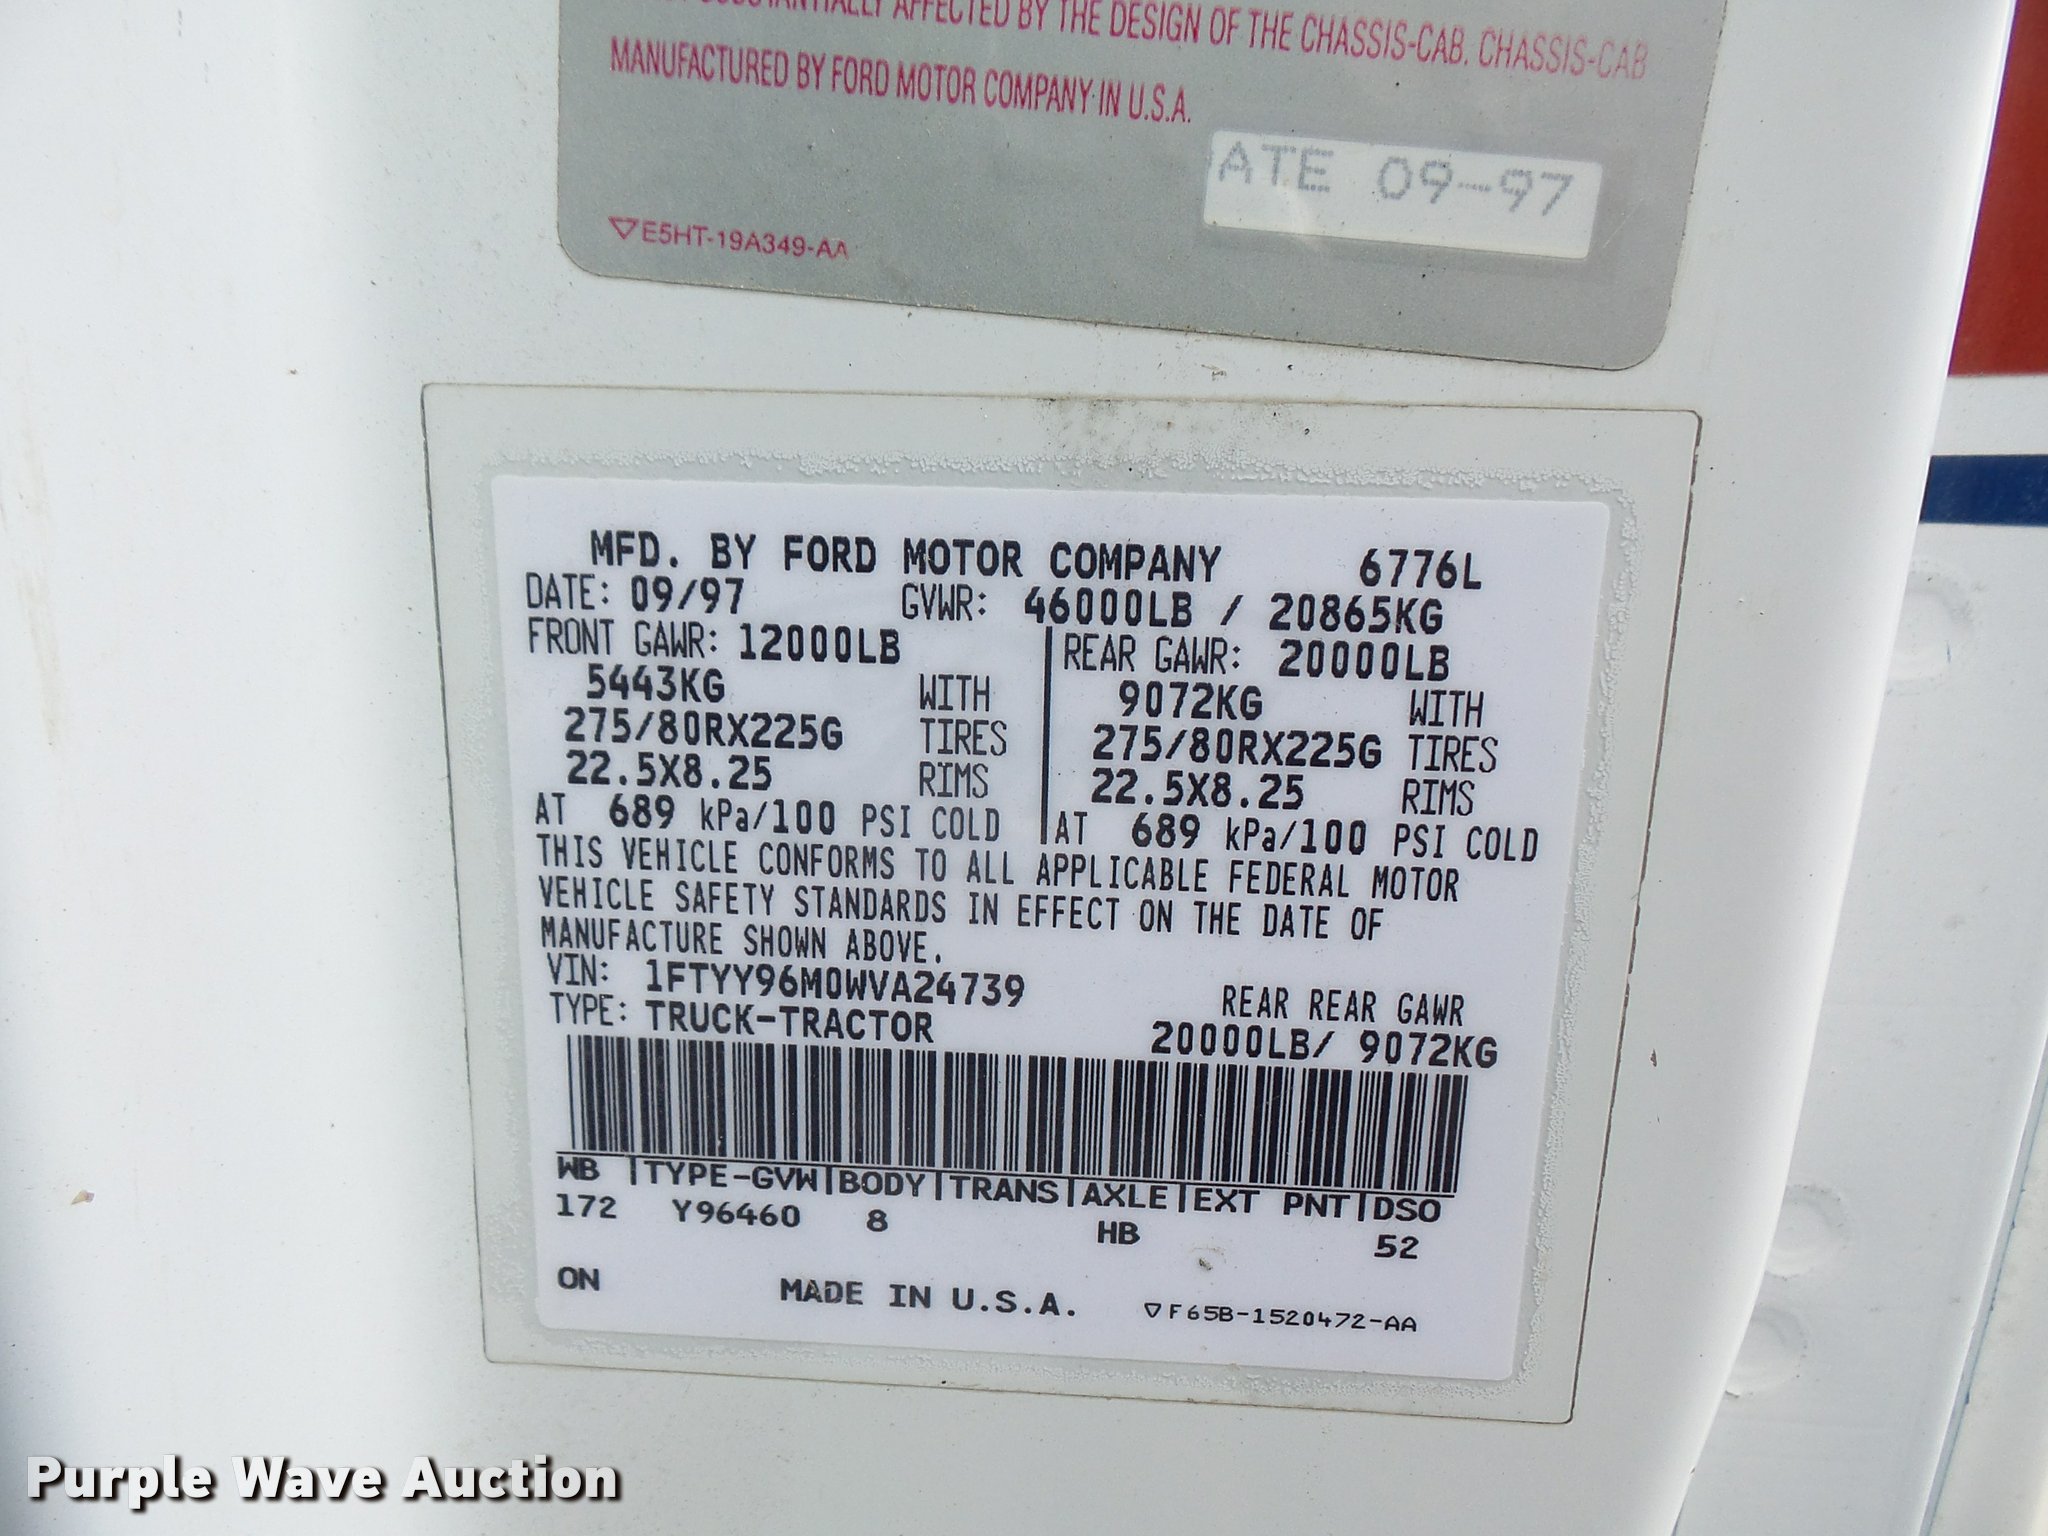 SUBSTANTIALLY AFFECTED BY THE DESIGN OF THE CHASSIS-CAB. CHASSIS-CAB
MANUFACTURED BY FORD MOTOR COMPANY IN U.S.A.
ATE 09-97
▽E5HT-19A349-AA
MFD. BY FORD MOTOR COMPANY 6776L
DATE: 09/97 GVWR: 46000LB / 20865KG
FRONT GAWR: 12000LB REAR GAWR: 20000LB
5443KG WITH 9072KG WITH
275/80RX225G TIRES 275/80RX225G TIRES
22.5X8.25 RIMS 22.5X8.25 RIMS
AT 689 kPa/100 PSI COLD AT 689 kPa/100 PSI COLD
THIS VEHICLE CONFORMS TO ALL APPLICABLE FEDERAL MOTOR
VEHICLE SAFETY STANDARDS IN EFFECT ON THE DATE OF
MANUFACTURE SHOWN ABOVE.
VIN: 1FTYY96M0WVA24739 REAR REAR GAWR
TYPE: TRUCK-TRACTOR 20000LB/ 9072KG
WB |TYPE-GVW|BODY|TRANS|AXLE|EXT PNT|DSO
172 Y96460 8 HB 52
ON MADE IN U.S.A. ▽F65B-1520472-AA
Purple Wave Auction